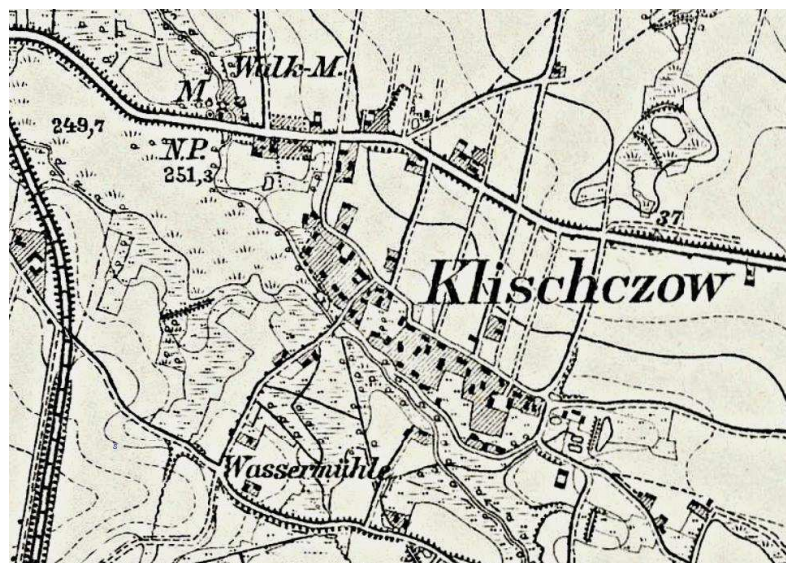 Walk-M.
M.
249,7
N.P.
251,3
D
37
Klischczow
Wassermühle